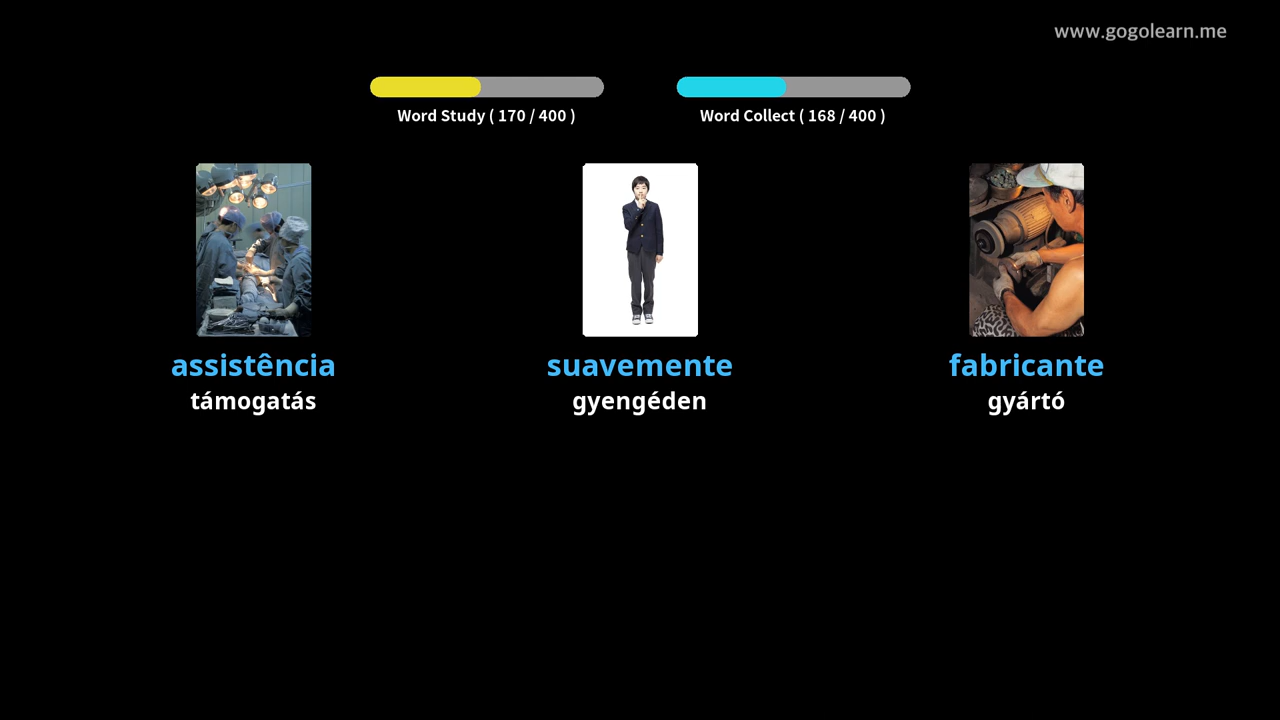 www.gogolearn.me
Word Study ( 170 / 400 )
Word Collect ( 168 / 400 )
assistência
támogatás
suavemente
gyengéden
fabricante
gyártó